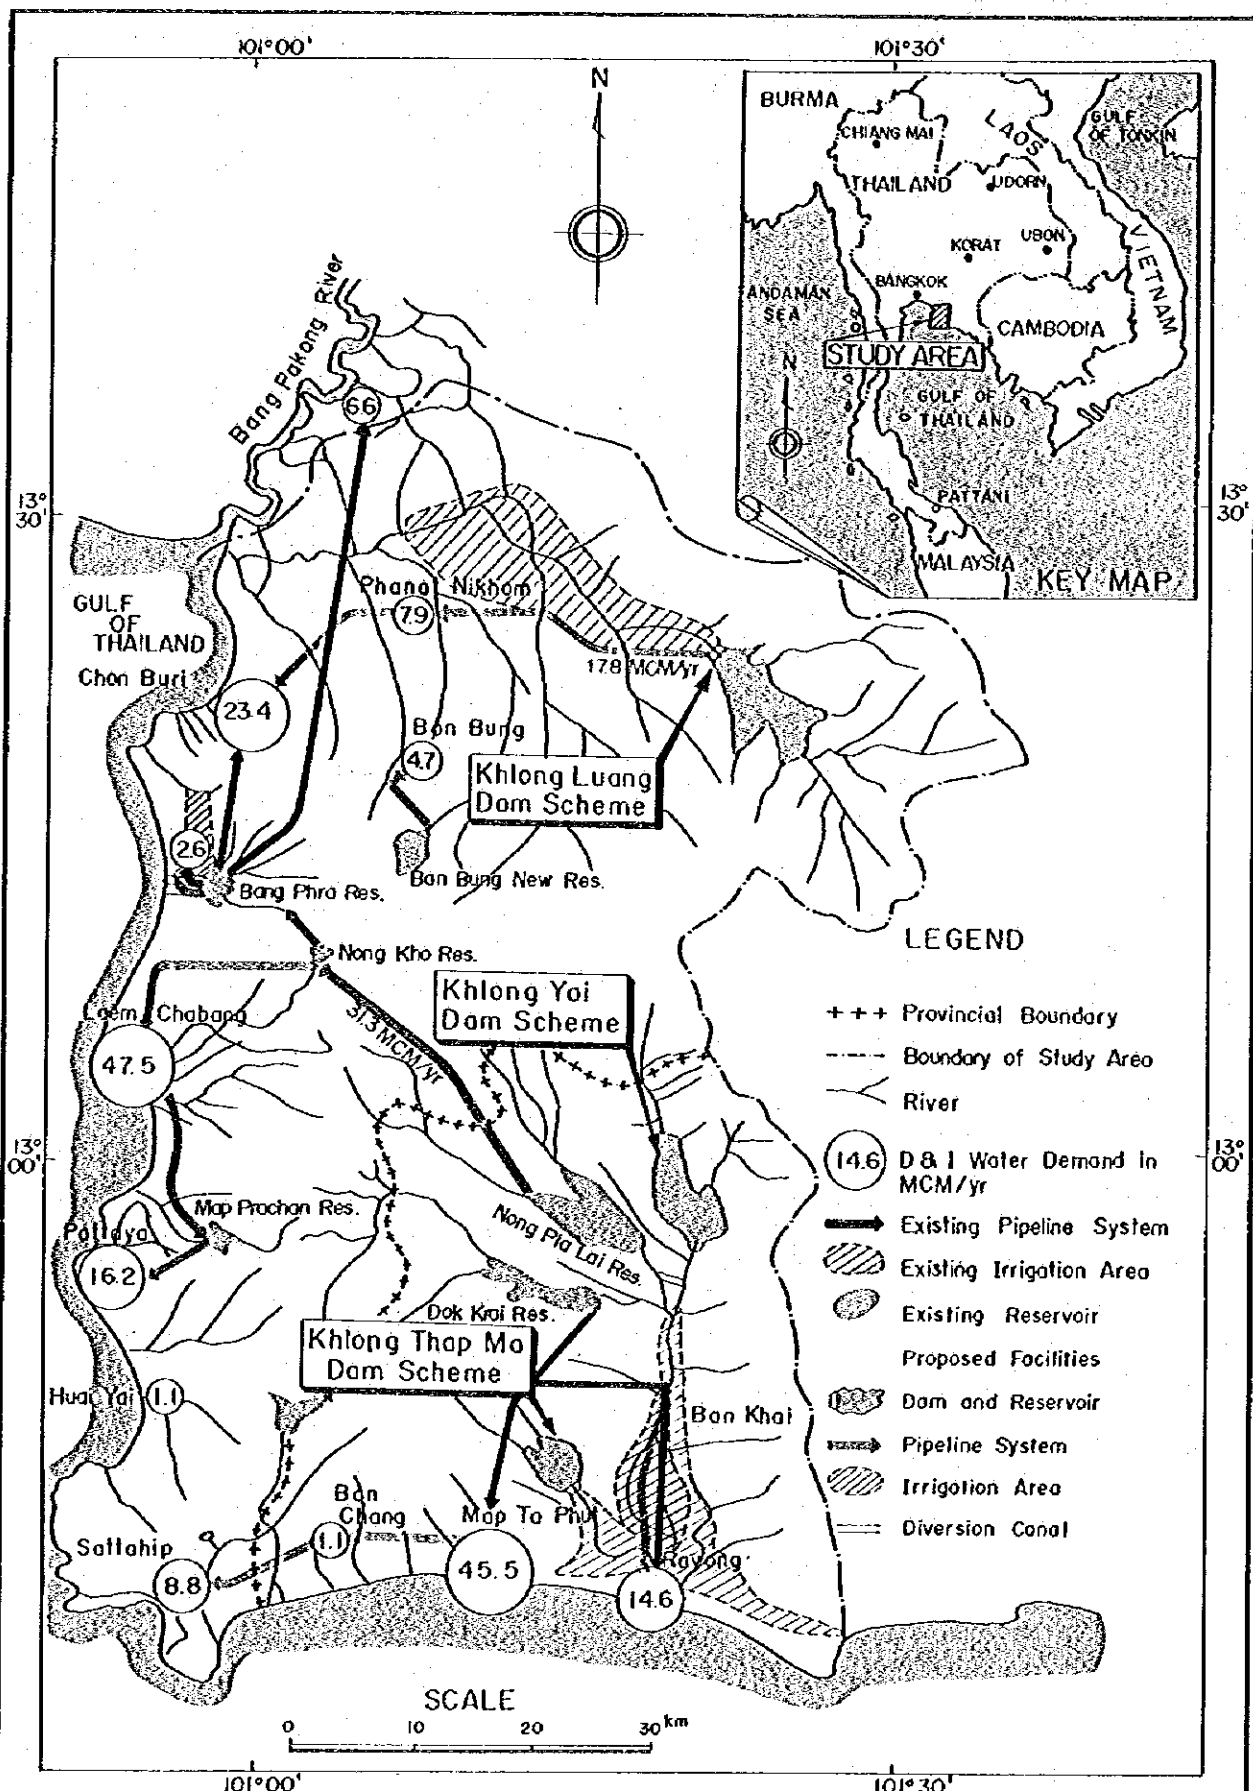 101°00'
101°30'
N
BURMA
CHIANG MAI
LAOS
GULF
OF TONKIN
THAILAND
UDORN
KORAT
UBON
VIETNAM
BANGKOK
ANDAMAN
SEA
CAMBODIA
STUDY AREA
N
GULF OF
THAILAND
PATTANI
MALAYSIA
KEY MAP
Bang Pakong River
6.6
13°
30'
13°
30'
GULF
OF
THAILAND
Phanat Nikhom
7.9
17.8 MCM/yr
Chon Buri
23.4
Ban Bung
4.7
Khlong Luang
Dam Scheme
2.6
Bang Phra Res.
Ban Bung New Res.
Nong Kho Res.
Khlong Yai
Dam Scheme
31.3 MCM/yr
Laem Chabang
47.5
LEGEND
Provincial Boundary
Boundary of Study Area
River
14.6
D & I Water Demand in
MCM/yr
Existing Pipeline System
Existing Irrigation Area
Existing Reservoir
Proposed Facilities
Dam and Reservoir
Pipeline System
Irrigation Area
Diversion Canal
13°
00'
13°
00'
Map Prachan Res.
Pattaya
16.2
Nong Pla Lai Res.
Dok Krai Res.
Khlong Thap Ma
Dam Scheme
Huai Yai
1.1
Ban Khai
Ban
Chang
1.1
Map Ta Phut
45.5
Sattahip
8.8
Rayong
14.6
SCALE
0 10 20 30 km
101°00'
101°30'